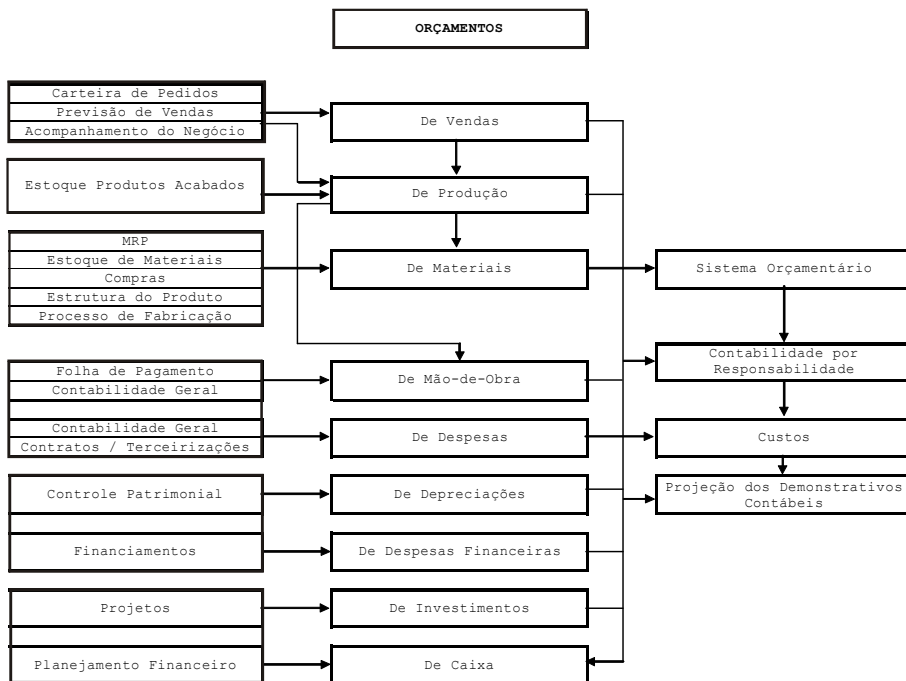 ORÇAMENTOS
Carteira de Pedidos
Previsão de Vendas
Acompanhamento do Negócio
De Vendas
Estoque Produtos Acabados
De Produção
MRP
Estoque de Materiais
Compras
Estrutura do Produto
Processo de Fabricação
De Materiais
Sistema Orçamentário
Folha de Pagamento
Contabilidade Geral
De Mão-de-Obra
Contabilidade por
Responsabilidade
Contabilidade Geral
Contratos / Terceirizações
De Despesas
Custos
Controle Patrimonial
De Depreciações
Projeção dos Demonstrativos
Contábeis
Financiamentos
De Despesas Financeiras
Projetos
De Investimentos
Planejamento Financeiro
De Caixa